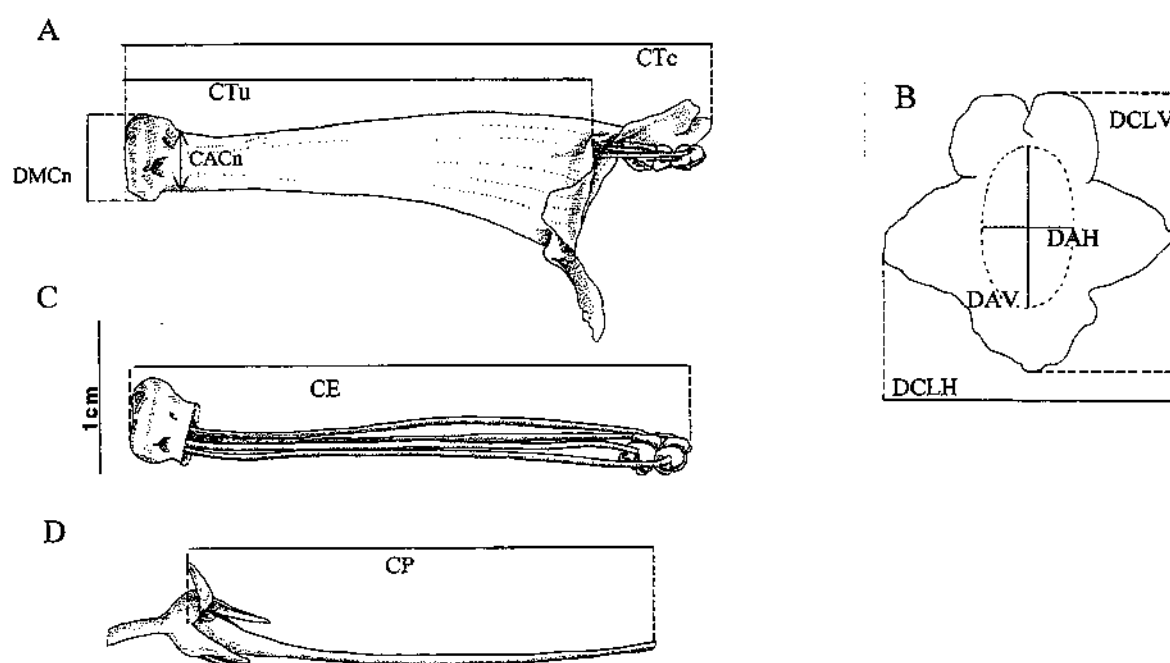 A
CTc
CTu
CACn
DMCn
B
DCLV
DAH
DAV.
DCLH
C
1cm
CE
D
CP